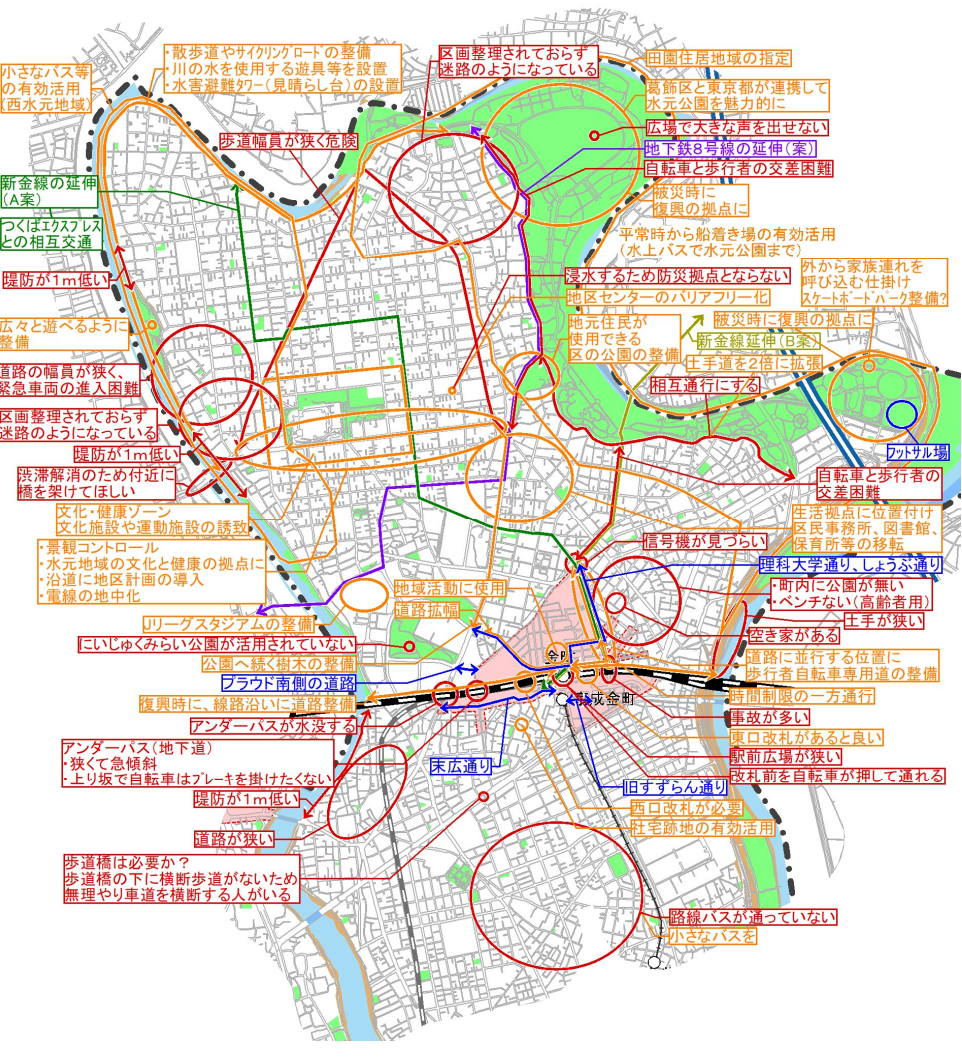 小さなバス等
の有効活用
(西水元地域)
・散歩道やサイクリングロードの整備
・川の水を使用する遊具等を設置
・水害避難タワー(見晴らし台)の設置
区画整理されておらず
迷路のようになっている
田園住居地域の指定
葛飾区と東京都が連携して
水元公園を魅力的に
広場で大きな声を出せない
地下鉄8号線の延伸(案)
自転車と歩行者の交差困難
歩道幅員が狭く危険
新金線の延伸
(A案)
つくばエクスプレス
との相互交通
被災時に
復興の拠点に
平常時から船着き場の有効活用
(水上バスで水元公園まで)
堤防が1m低い
浸水するため防災拠点とならない
地区センターのバリアフリー化
外から家族連れを
呼び込む仕掛け
スケートボードパーク整備?
広々と遊べるように
整備
地元住民が
使用できる
区の公園の整備
被災時に復興の拠点に
新金線延伸(B案)
土手道を2倍に拡張
相互通行にする
道路の幅員が狭く、
緊急車両の進入困難
区画整理されておらず
迷路のようになっている
堤防が1m低い
渋滞解消のため付近に
橋を架けてほしい
フットサル場
自転車と歩行者の
交差困難
文化・健康ゾーン
文化施設や運動施設の誘致
生活拠点に位置付け
区民事務所、図書館、
保育所等の移転
・景観コントロール
・水元地域の文化と健康の拠点に
・沿道に地区計画の導入
・電線の地中化
信号機が見づらい
理科大学通り、しょうぶ通り
・町内に公園が無い
・ベンチない(高齢者用)
地域活動に使用
道路拡幅
Jリーグスタジアムの整備
土手が狭い
空き家がある
にいじゅくみらい公園が活用されていない
公園へ続く樹木の整備
道路に並行する位置に
歩行者自転車専用道の整備
プラウド南側の道路
時間制限の一方通行
復興時に、線路沿いに道路整備
京成金町
事故が多い
アンダーパスが水没する
東口改札があると良い
アンダーパス(地下道)
・狭くて急傾斜
・上り坂で自転車はブレーキを掛けたくない
駅前広場が狭い
末広通り
改札前を自転車が押して通れる
旧すずらん通り
堤防が1m低い
西口改札が必要
社宅跡地の有効活用
道路が狭い
歩道橋は必要か?
歩道橋の下に横断歩道がないため
無理やり車道を横断する人がいる
路線バスが通っていない
小さなバスを